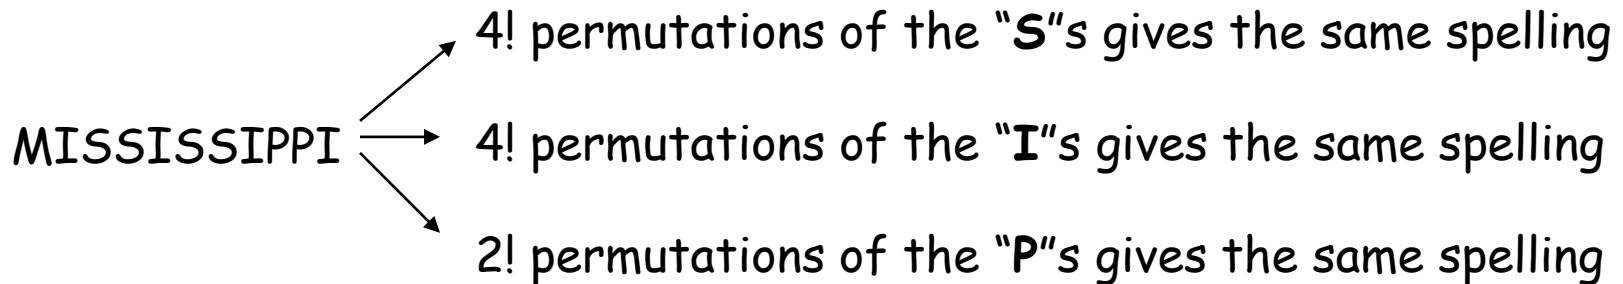 4! permutations of the "S"s gives the same spelling
MISSISSIPPI
4! permutations of the "I"s gives the same spelling
2! permutations of the "P"s gives the same spelling